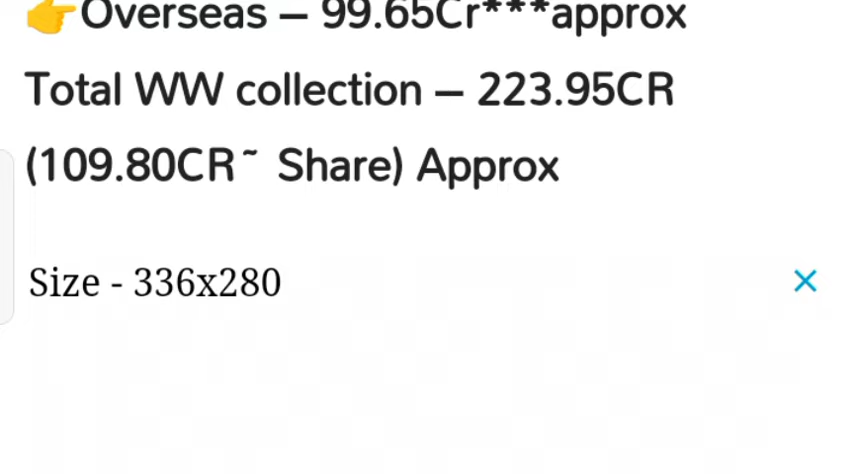 👉Overseas – 99.65Cr***approx
Total WW collection – 223.95CR
(109.80CR~ Share) Approx
Size - 336x280